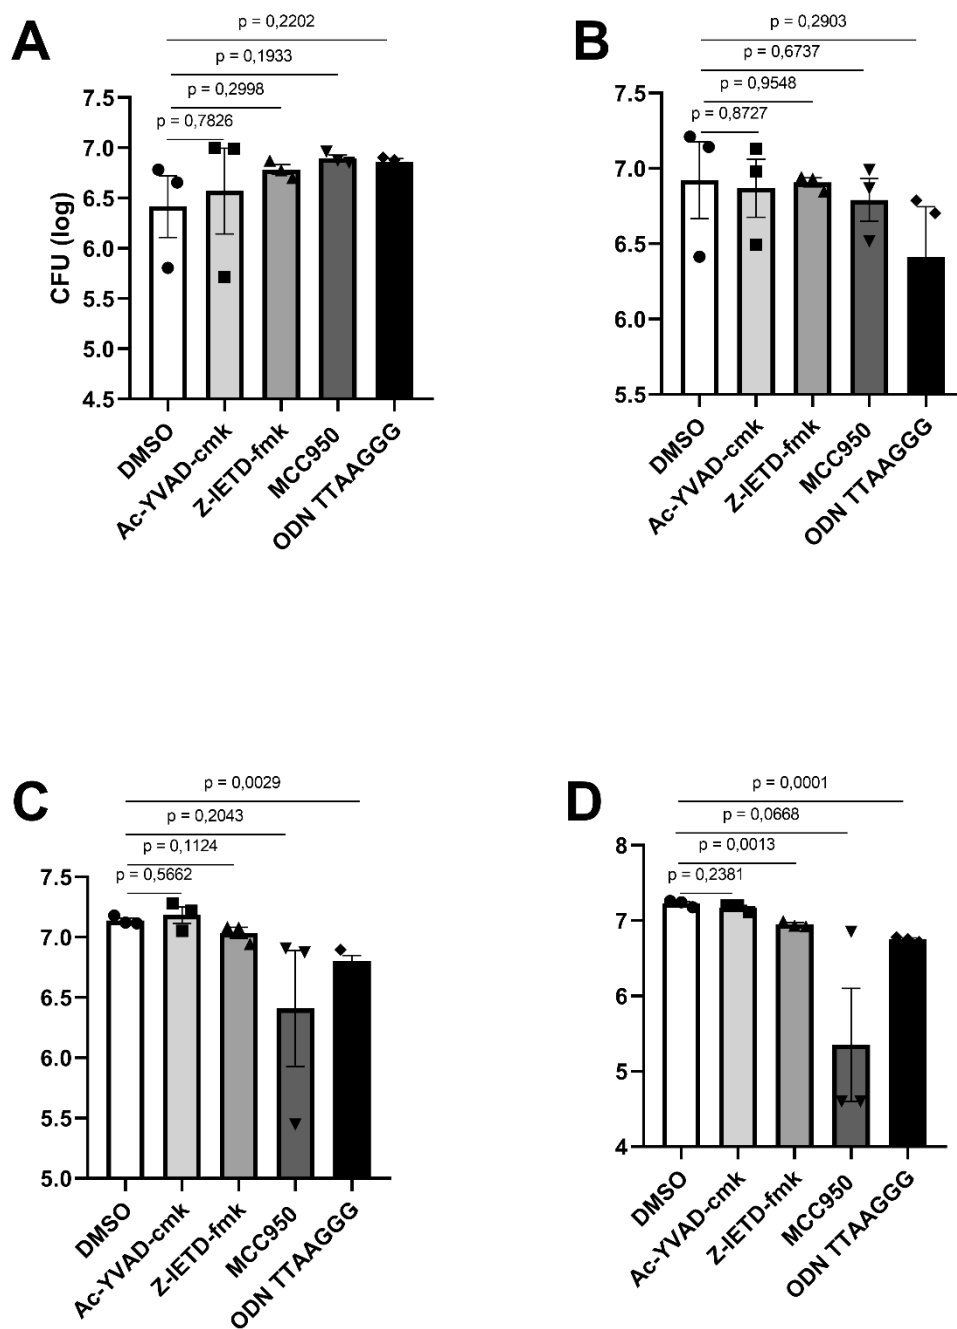 A
p = 0,2202
p = 0,1933
p = 0,2998
p = 0,7826
CFU (log)
7.5
7.0
6.5
6.0
5.5
5.0
4.5
DMSO
Ac-YVAD-cmk
Z-IETD-fmk
MCC950
ODN TTAAGGG
B
p = 0,2903
p = 0,6737
p = 0,9548
p = 0,8727
7.5
7.0
6.5
6.0
5.5
DMSO
Ac-YVAD-cmk
Z-IETD-fmk
MCC950
ODN TTAAGGG
C
p = 0,0029
p = 0,2043
p = 0,1124
p = 0,5662
7.5
7.0
6.5
6.0
5.5
5.0
DMSO
Ac-YVAD-cmk
Z-IETD-fmk
MCC950
ODN TTAAGGG
D
p = 0,0001
p = 0,0668
p = 0,0013
p = 0,2381
8
7
6
5
4
DMSO
Ac-YVAD-cmk
Z-IETD-fmk
MCC950
ODN TTAAGGG